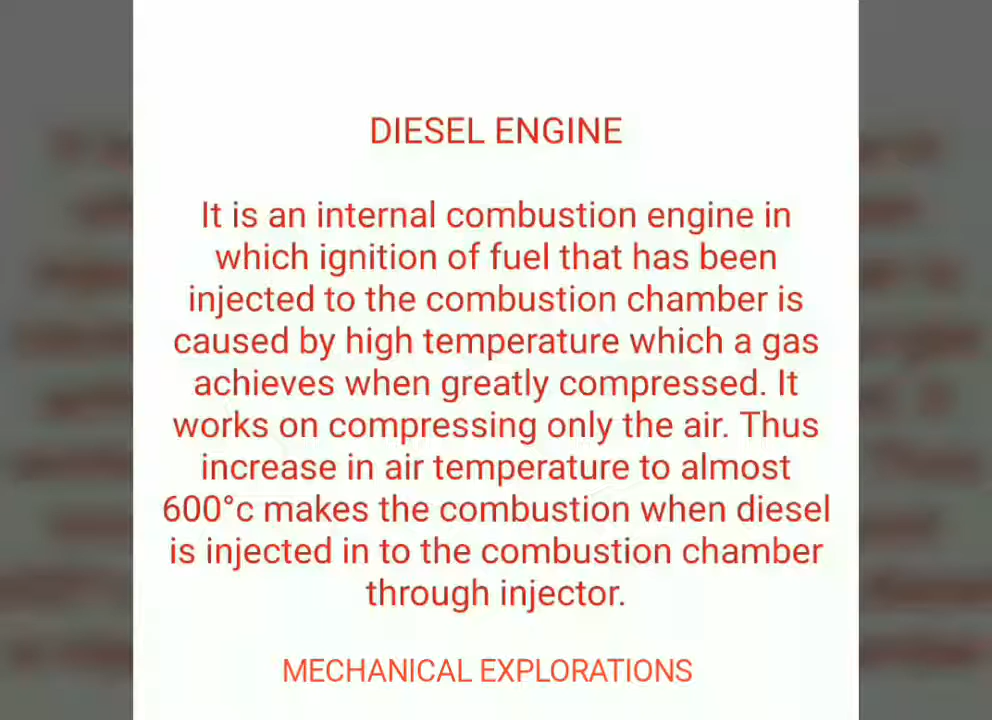 DIESEL ENGINE
It is an internal combustion engine in
which ignition of fuel that has been
injected to the combustion chamber is
caused by high temperature which a gas
achieves when greatly compressed. It
works on compressing only the air. Thus
increase in air temperature to almost
600°c makes the combustion when diesel
is injected in to the combustion chamber
through injector.
MECHANICAL EXPLORATIONS